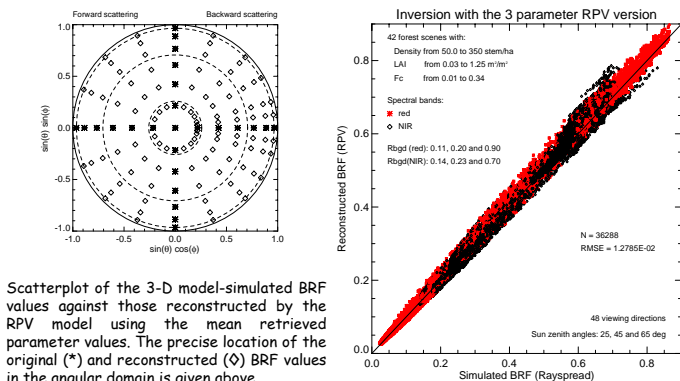 Forward scattering
Backward scattering
1.0
0.5
0.0
-0.5
-1.0
sin(θ) sin(ϕ)
-1.0 -0.5 0.0 0.5 1.0
sin(θ) cos(ϕ)
Scatterplot of the 3-D model-simulated BRF
values against those reconstructed by the
RPV model using the mean retrieved
parameter values. The precise location of the
original (*) and reconstructed (◊) BRF values
in the angular domain is given above
Inversion with the 3 parameter RPV version
42 forest scenes with:
Density from 50.0 to 350 stem/ha
LAI from 0.03 to 1.25 m²/m²
Fc from 0.01 to 0.34
Spectral bands:
red
NIR
Rbgd (red): 0.11, 0.20 and 0.90
Rbgd(NIR): 0.14, 0.23 and 0.70
N = 36288
RMSE = 1.2785E-02
48 viewing directions
Sun zenith angles: 25, 45 and 65 deg
Reconstructed BRF (RPV)
0.8
0.6
0.4
0.2
0.0
0.0 0.2 0.4 0.6 0.8
Simulated BRF (Rayspread)